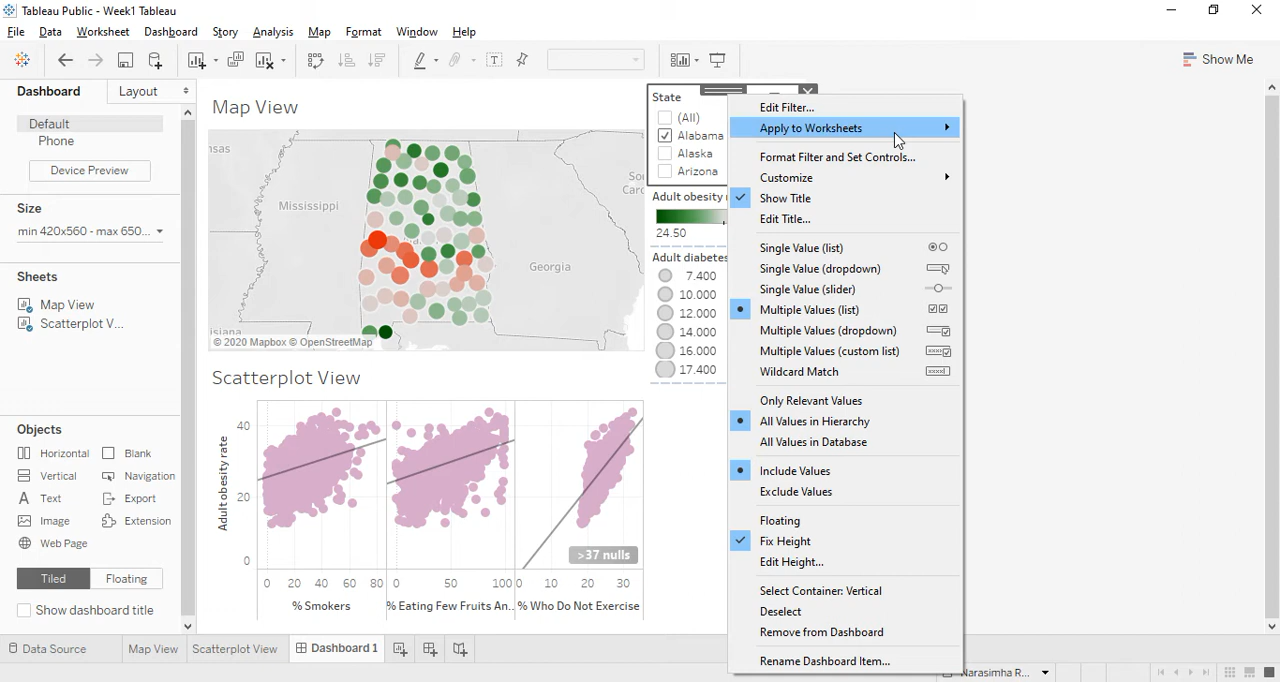 Tableau Public - Week1 Tableau
File Data Worksheet Dashboard Story Analysis Map Format Window Help
Show Me
Dashboard Layout
Default
Phone
Device Preview
Size
min 420x560 - max 650...
Sheets
Map View
Scatterplot V...
Objects
Horizontal Blank
Vertical Navigation
Text Export
Image Extension
Web Page
Tiled Floating
Show dashboard title
Map View
nsas
Mississippi
Georgia
Sou
Carc
isiana
© 2020 Mapbox © OpenStreetMap
Scatterplot View
Adult obesity rate
40
20
0
>37 nulls
0 20 40 60 80 0 50 100 0 10 20 30
% Smokers % Eating Few Fruits An.. % Who Do Not Exercise
State
(All)
Alabama
Alaska
Arizona
Adult obesity
24.50
Adult diabetes
7.400
10.000
12.000
14.000
16.000
17.400
Edit Filter...
Apply to Worksheets
Format Filter and Set Controls...
Customize
Show Title
Edit Title...
Single Value (list)
Single Value (dropdown)
Single Value (slider)
Multiple Values (list)
Multiple Values (dropdown)
Multiple Values (custom list)
Wildcard Match
Only Relevant Values
All Values in Hierarchy
All Values in Database
Include Values
Exclude Values
Floating
Fix Height
Edit Height...
Select Container: Vertical
Deselect
Remove from Dashboard
Rename Dashboard Item...
Data Source Map View Scatterplot View Dashboard 1
Narasimha R...